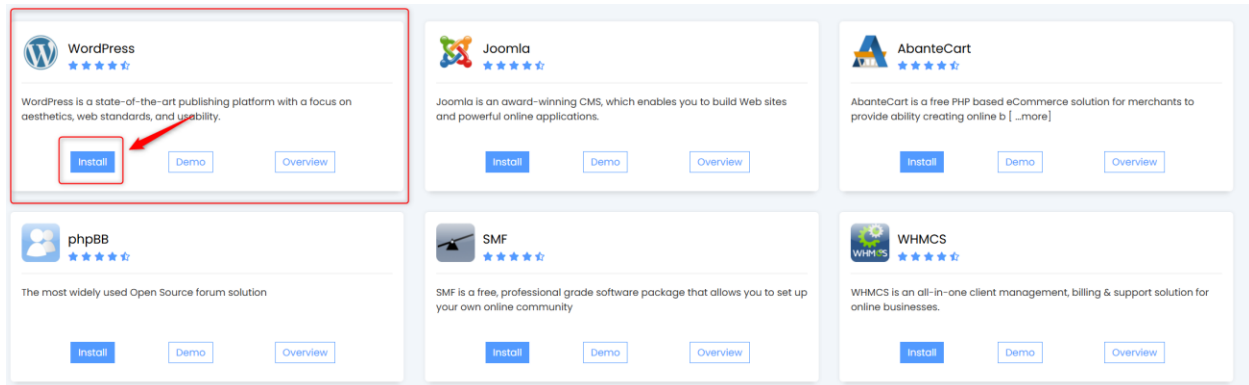 WordPress
WordPress is a state-of-the-art publishing platform with a focus on
aesthetics, web standards, and usability.
Install
Demo
Overview
Joomla
Joomla is an award-winning CMS, which enables you to build Web sites
and powerful online applications.
Install
Demo
Overview
AbanteCart
AbanteCart is a free PHP based eCommerce solution for merchants to
provide ability creating online b [ ...more]
Install
Demo
Overview
phpBB
The most widely used Open Source forum solution
Install
Demo
Overview
SMF
SMF is a free, professional grade software package that allows you to set up
your own online community
Install
Demo
Overview
WHMCS
WHMCS
WHMCS is an all-in-one client management, billing & support solution for
online businesses.
Install
Demo
Overview